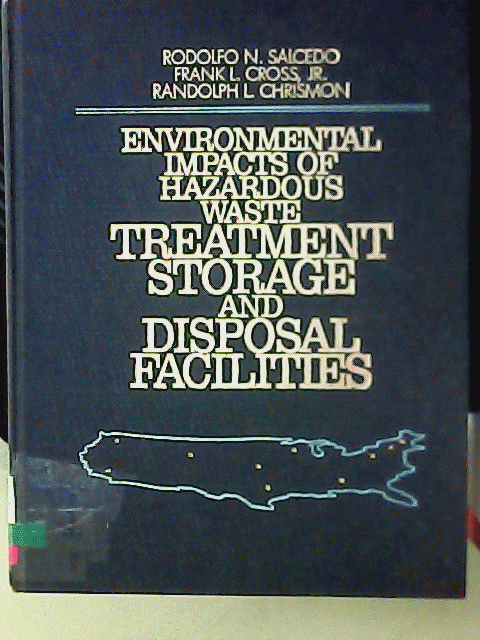 RODOLFO N. SALCEDO
FRANK L. CROSS, JR.
RANDOLPH L. CHRISMON
ENVIRONMENTAL
IMPACTS OF
HAZARDOUS
WASTE
TREATMENT
STORAGE
AND
DISPOSAL
FACILITIES